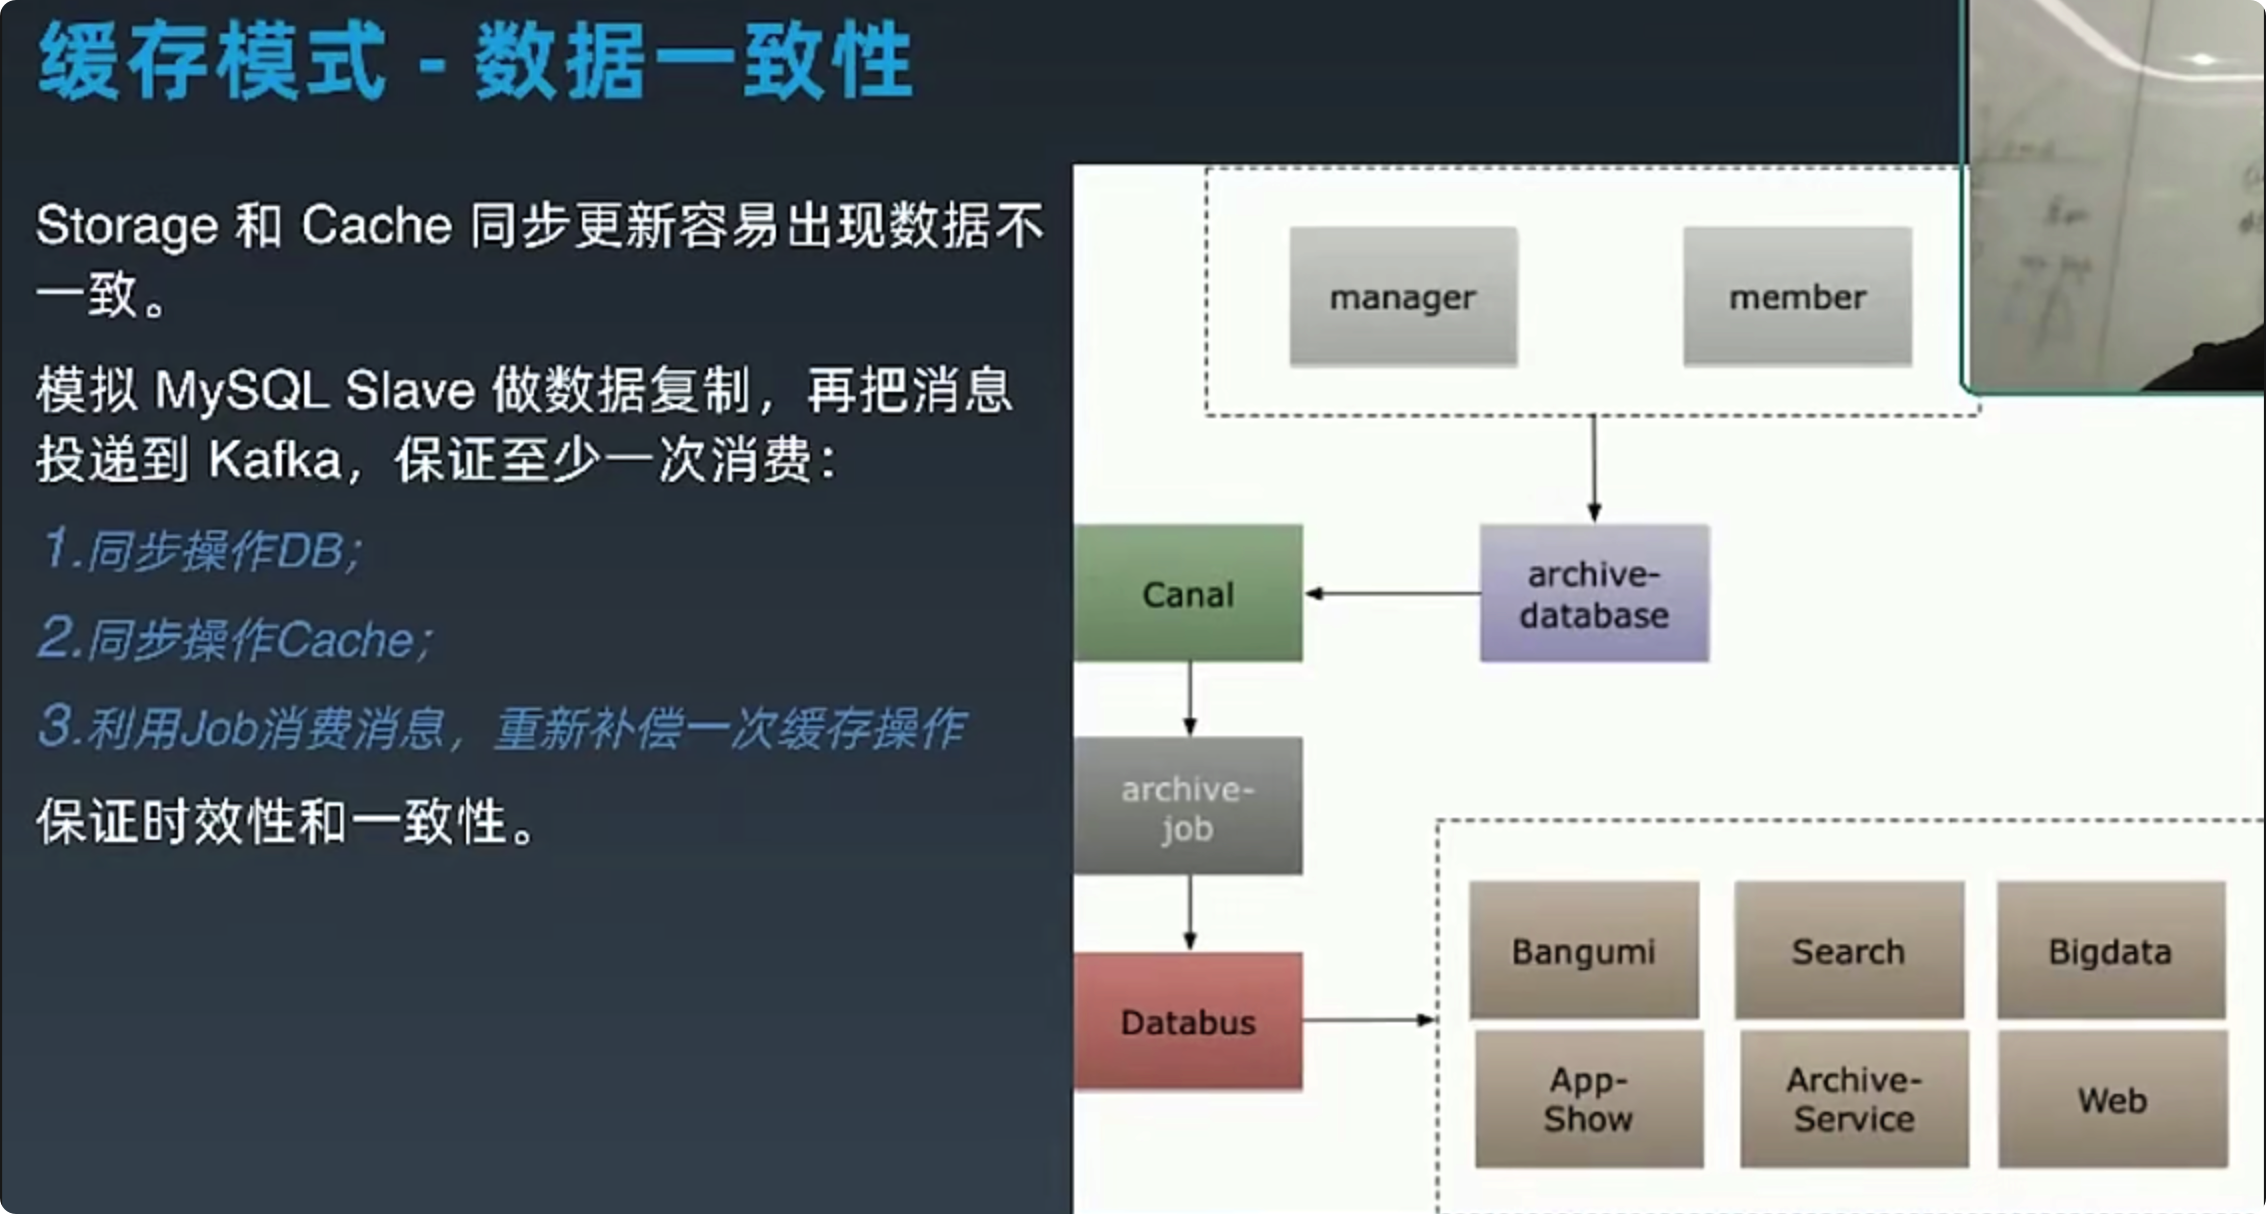 缓存模式 - 数据一致性
Storage 和 Cache 同步更新容易出现数据不
一致。
模拟 MySQL Slave 做数据复制，再把消息
投递到 Kafka，保证至少一次消费：
1.同步操作DB；
2.同步操作Cache；
3.利用Job消费消息，重新补偿一次缓存操作
保证时效性和一致性。
manager
member
archive-
database
Canal
archive-
job
Databus
Bangumi
Search
Bigdata
App-
Show
Archive-
Service
Web